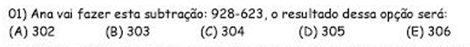 01) Ana vai fazer esta subtração: 928-623, o resultado dessa opção será:
(A) 302 (B) 303 (C) 304 (D) 305 (E) 306